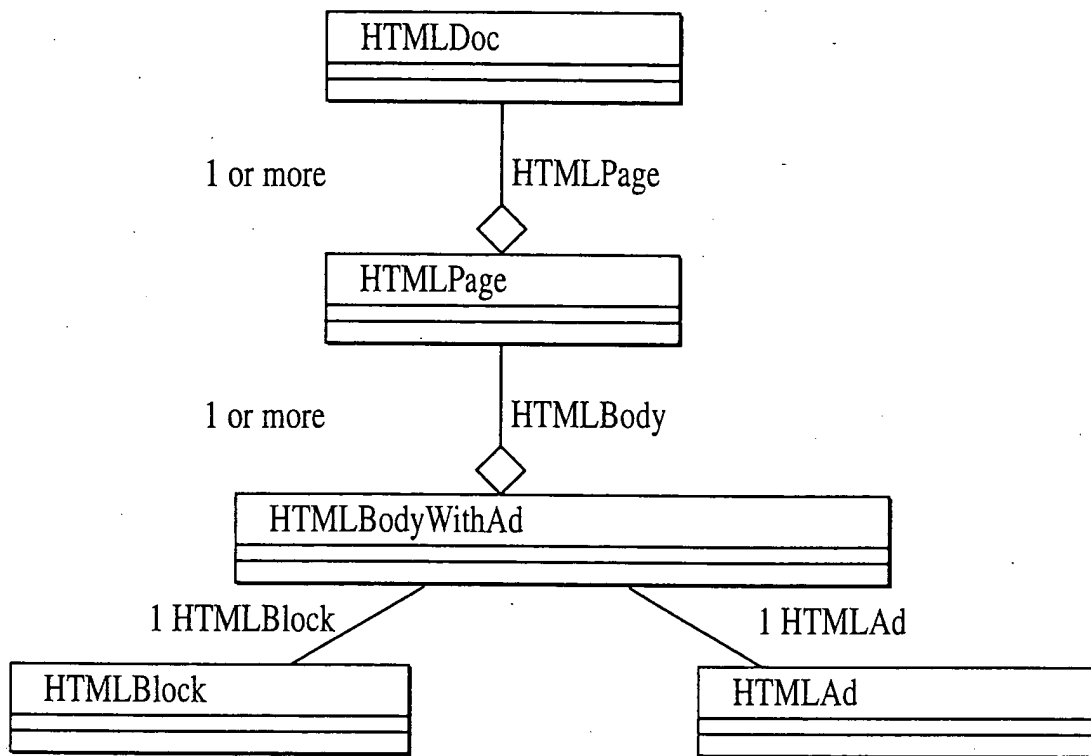 HTMLDoc
1 or more HTMLPage
HTMLPage
1 or more HTMLBody
HTMLBodyWithAd
1 HTMLBlock 1 HTMLAd
HTMLBlock HTMLAd